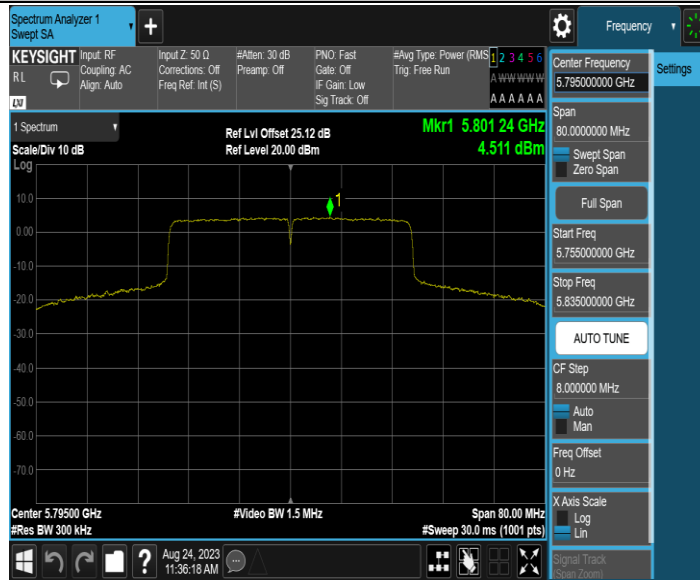 Spectrum Analyzer 1
Swept SA
+
Frequency
KEYSIGHT
RL
LXI
Input: RF
Coupling: AC
Align: Auto
Input Z: 50 Ω
Corrections: Off
Freq Ref: Int (S)
#Atten: 30 dB
Preamp: Off
PNO: Fast
Gate: Off
IF Gain: Low
Sig Track: Off
#Avg Type: Power (RMS
Trig: Free Run
1 2 3 4 5 6
A W W W W W
A A A A A A
1 Spectrum
Scale/Div 10 dB
Log
Ref Lvl Offset 25.12 dB
Ref Level 20.00 dBm
Mkr1 5.801 24 GHz
4.511 dBm
1
10.0
0.00
-10.0
-20.0
-30.0
-40.0
-50.0
-60.0
-70.0
Center 5.79500 GHz
#Res BW 300 kHz
#Video BW 1.5 MHz
Span 80.00 MHz
#Sweep 30.0 ms (1001 pts)
Center Frequency
5.795000000 GHz
Settings
Span
80.0000000 MHz
Swept Span
Zero Span
Full Span
Start Freq
5.755000000 GHz
Stop Freq
5.835000000 GHz
AUTO TUNE
CF Step
8.000000 MHz
Auto
Man
Freq Offset
0 Hz
X Axis Scale
Log
Lin
Signal Track
(Span Zoom)
?
Aug 24, 2023
11:36:18 AM